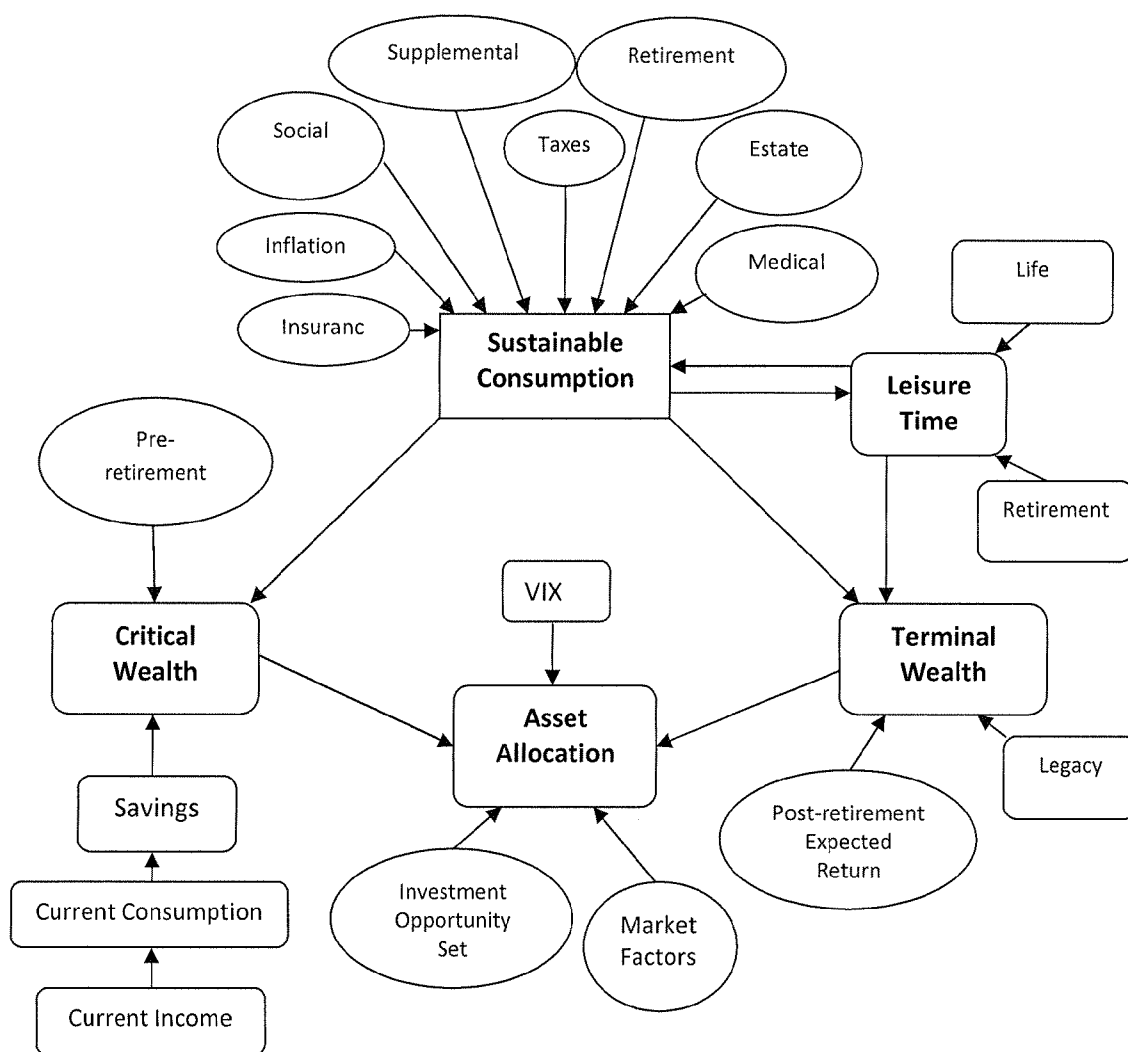 Supplemental
Retirement
Social
Taxes
Estate
Inflation
Medical
Life
Insuranc
Sustainable
Consumption
Leisure
Time
Pre-
retirement
Retirement
VIX
Critical
Wealth
Terminal
Wealth
Asset
Allocation
Legacy
Savings
Post-retirement
Expected
Return
Investment
Opportunity
Set
Market
Factors
Current Consumption
Current Income